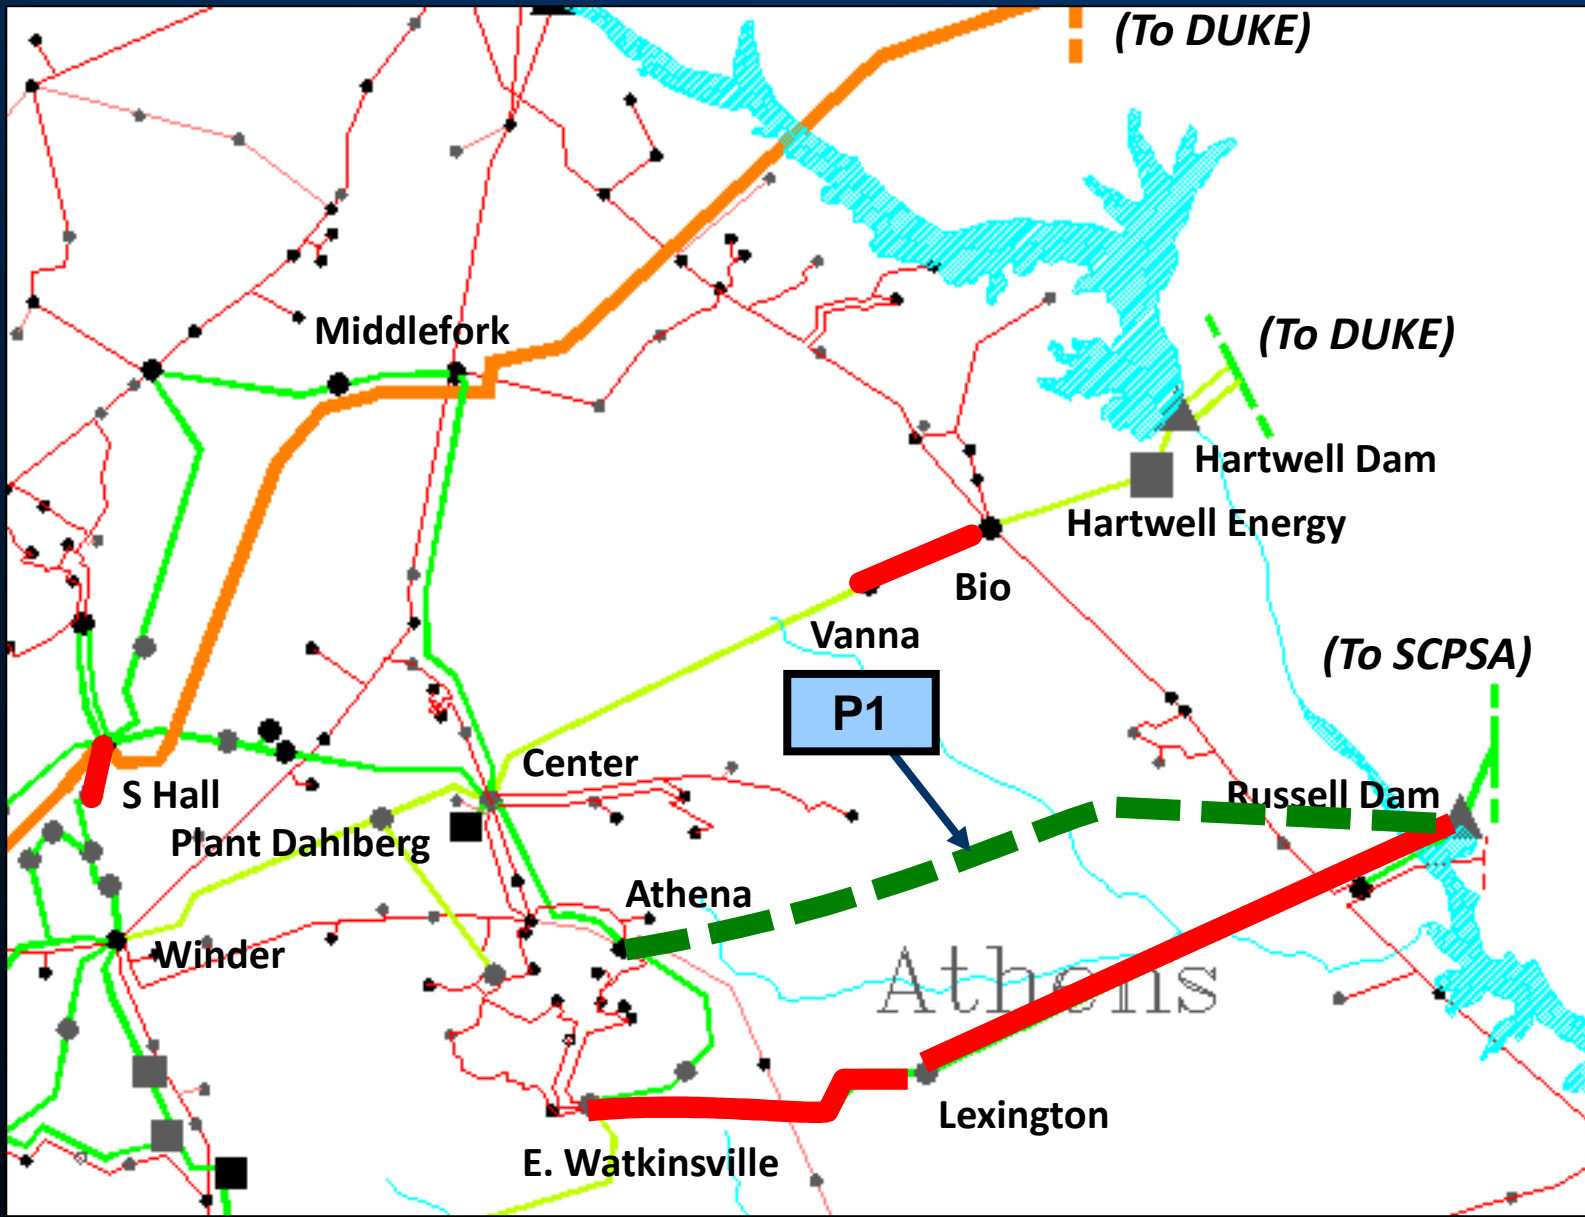 (To DUKE)
Middlefork
(To DUKE)
Hartwell Dam
Hartwell Energy
Bio
Vanna
(To SCPSA)
P1
Center
S Hall
Russell Dam
Plant Dahlberg
Athena
Winder
Athens
Lexington
E. Watkinsville